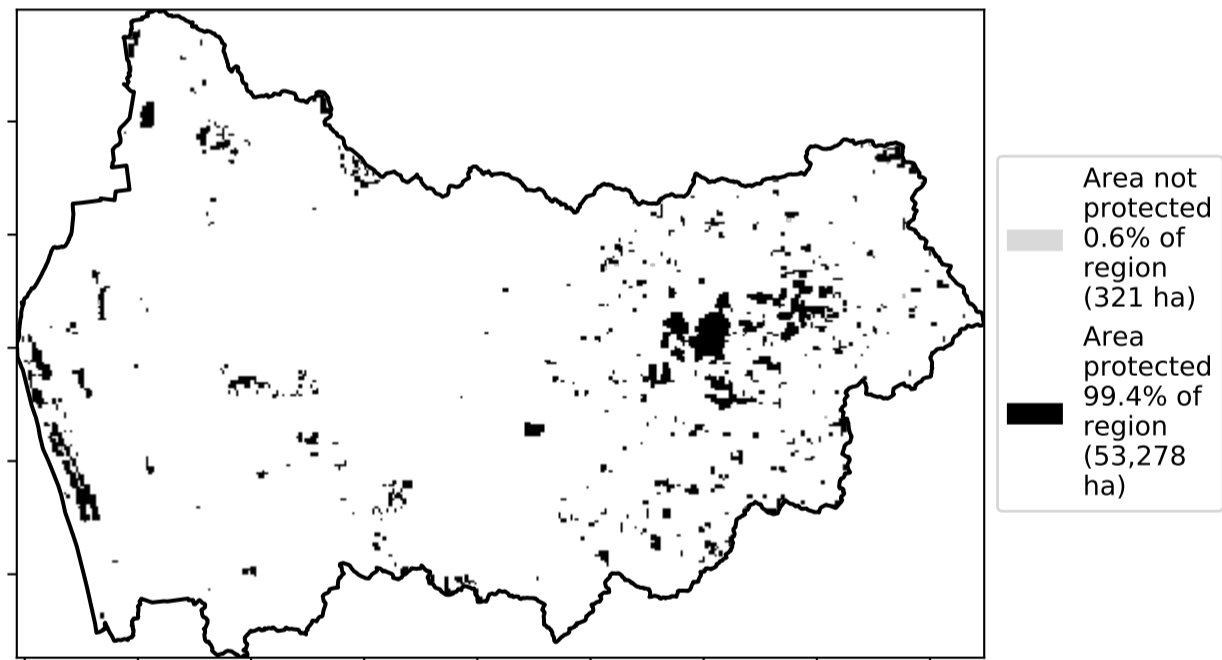 Area not
protected
0.6% of
region
(321 ha)
Area
protected
99.4% of
region
(53,278
ha)